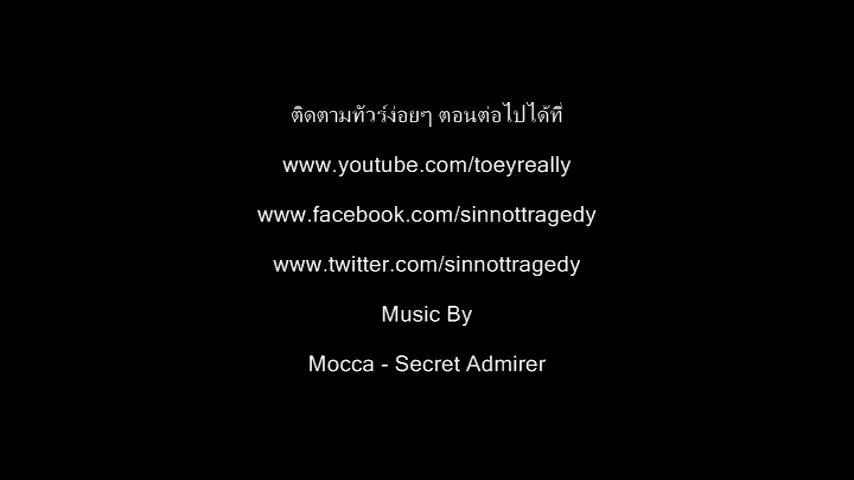 ติดตามทัวร์ง่อยๆ ตอนต่อไปได้ที่
www.youtube.com/toeyreally
www.facebook.com/sinnottragedy
www.twitter.com/sinnottragedy
Music By
Mocca - Secret Admirer